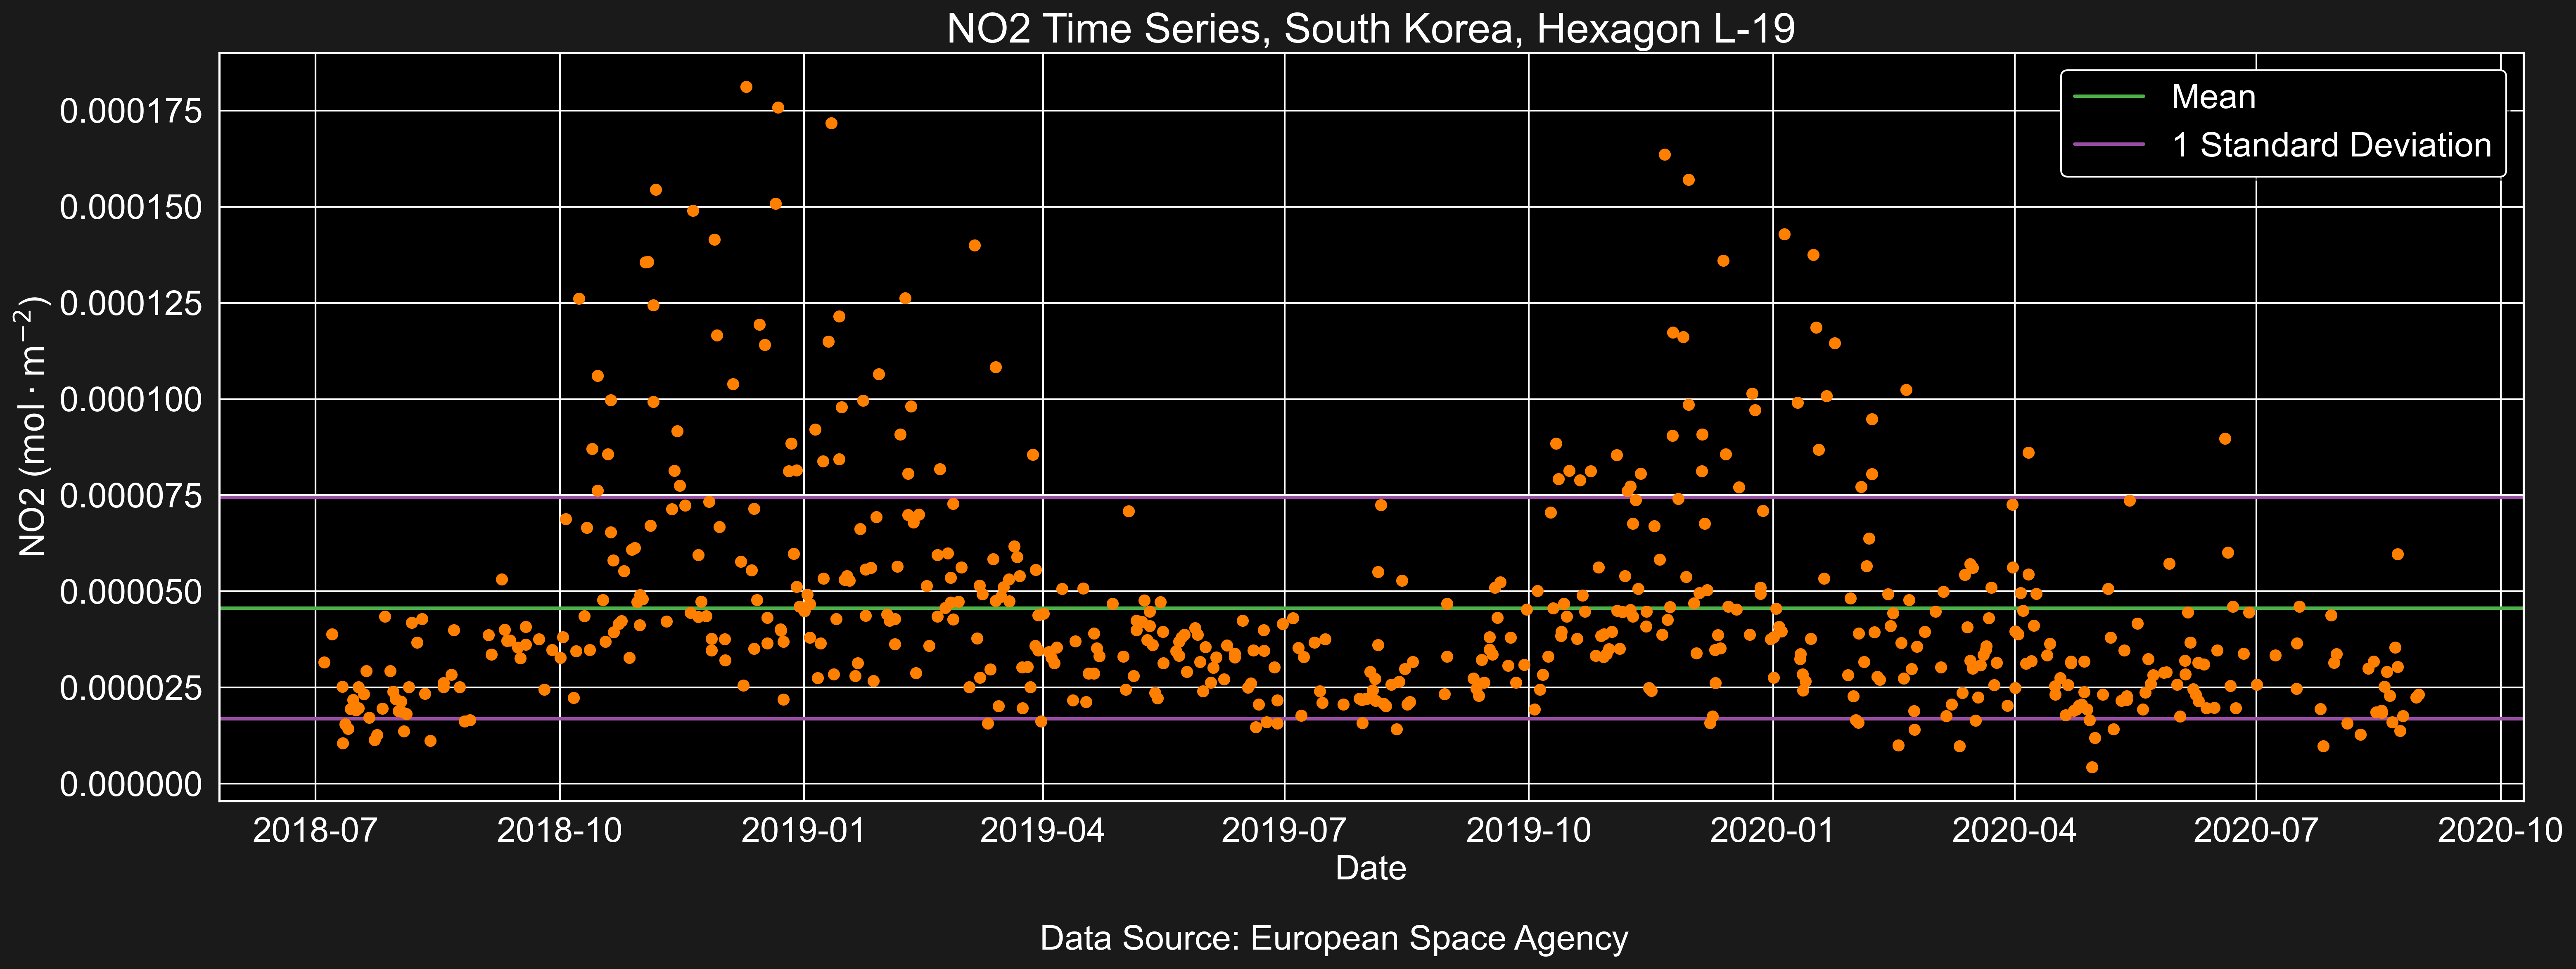 NO2 Time Series, South Korea, Hexagon L-19
Mean
1 Standard Deviation
NO2 (mol · m⁻²)
0.000175
0.000150
0.000125
0.000100
0.000075
0.000050
0.000025
0.000000
2018-07 2018-10 2019-01 2019-04 2019-07 2019-10 2020-01 2020-04 2020-07 2020-10
Date
Data Source: European Space Agency